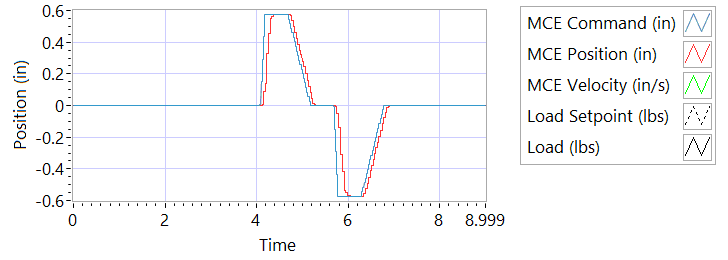 0.6
0.4
0.2
0
-0.2
-0.4
-0.6
Position (in)
0 2 4 6 8 8.999
Time
MCE Command (in)
MCE Position (in)
MCE Velocity (in/s)
Load Setpoint (lbs)
Load (lbs)